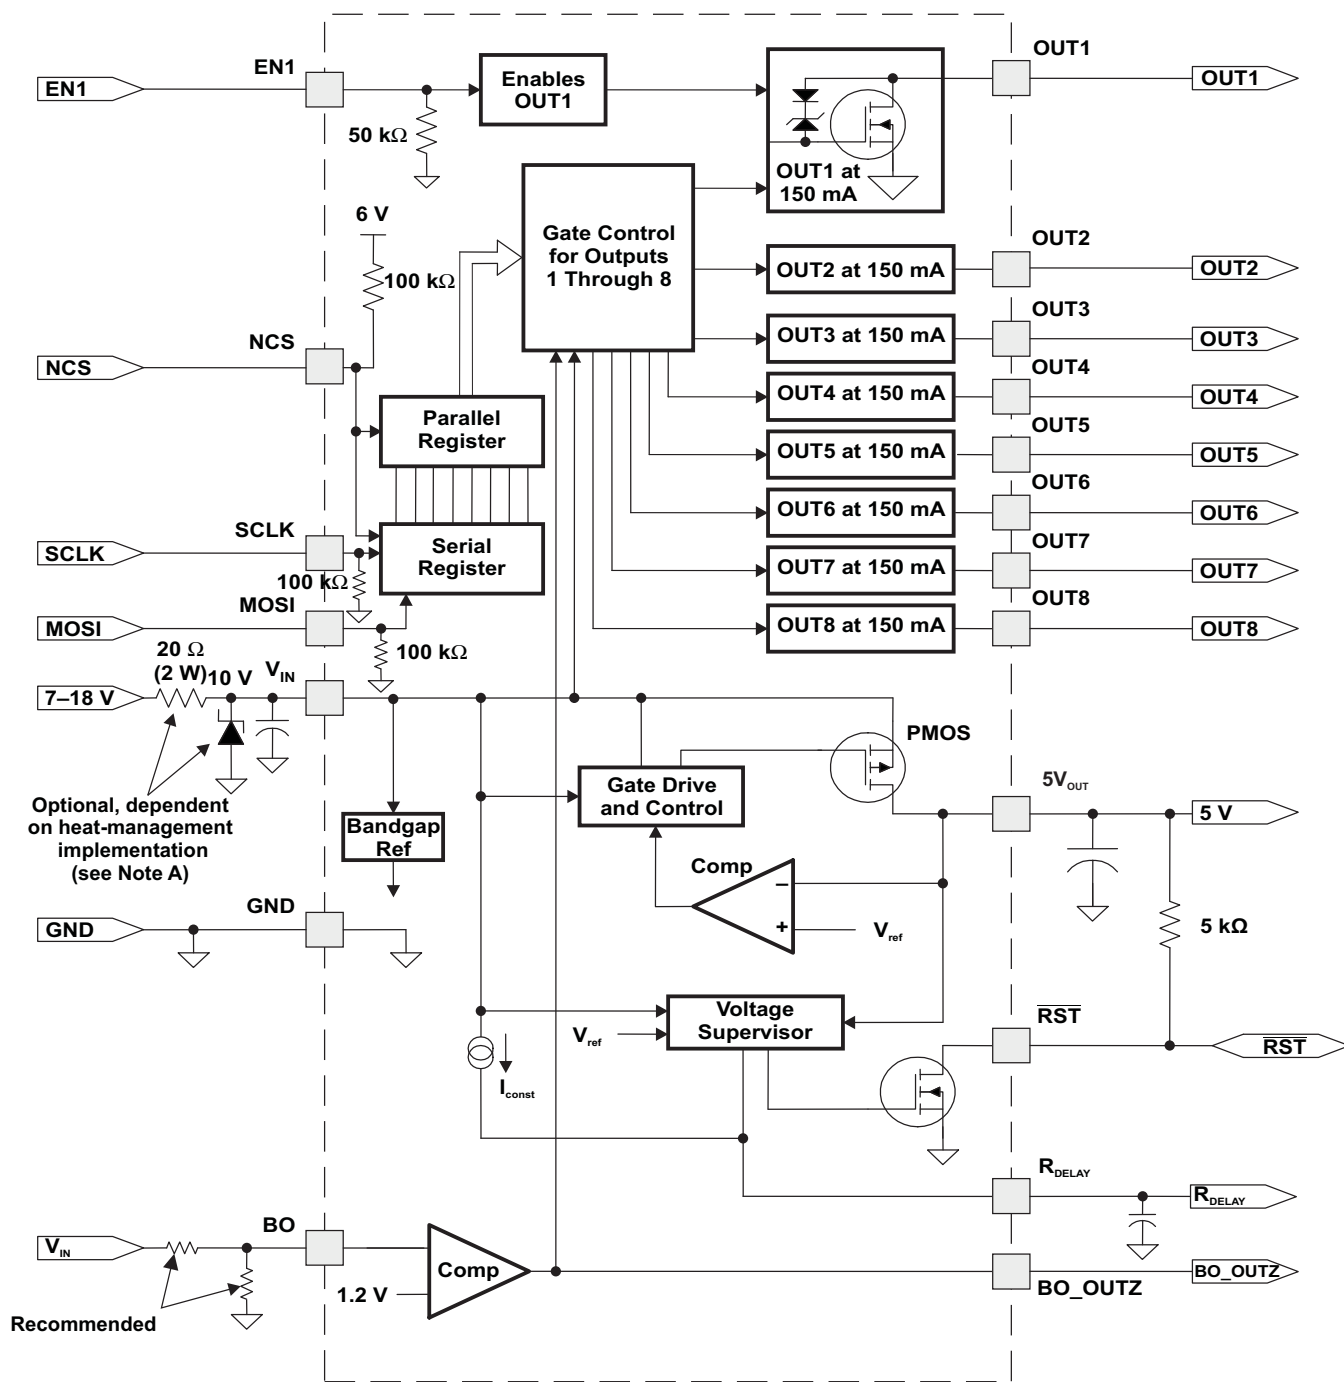 EN1
EN1
50 kΩ
Enables
OUT1
OUT1 at
150 mA
OUT1
OUT1
6 V
100 kΩ
Gate Control
for Outputs
1 Through 8
OUT2 at 150 mA
OUT2
OUT2
NCS
NCS
OUT3 at 150 mA
OUT3
OUT3
OUT4 at 150 mA
OUT4
OUT4
Parallel
Register
OUT5 at 150 mA
OUT5
OUT5
OUT6 at 150 mA
OUT6
OUT6
SCLK
SCLK
100 kΩ
Serial
Register
OUT7 at 150 mA
OUT7
OUT7
MOSI
MOSI
100 kΩ
OUT8 at 150 mA
OUT8
OUT8
20 Ω
(2 W)
10 V
VIN
7–18 V
Optional, dependent
on heat-management
implementation
(see Note A)
Bandgap
Ref
Gate Drive
and Control
PMOS
5VOUT
5 V
Comp
–
+
Vref
GND
GND
5 kΩ
Voltage
Supervisor
Vref
Iconst
RST
RST
RDELAY
RDELAY
BO
VIN
1.2 V
Comp
Recommended
BO_OUTZ
BO_OUTZ